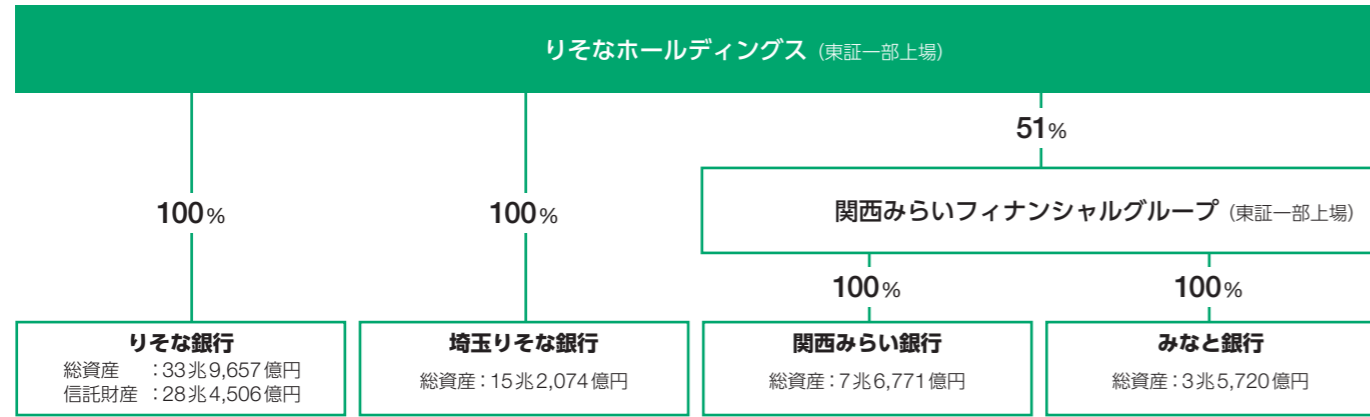 りそなホールディングス（東証一部上場）
51%
100%
100%
関西みらいフィナンシャルグループ（東証一部上場）
100%
100%
りそな銀行
総資産　：33兆9,657億円
信託財産：28兆4,506億円
埼玉りそな銀行
総資産：15兆2,074億円
関西みらい銀行
総資産：7兆6,771億円
みなと銀行
総資産：3兆5,720億円